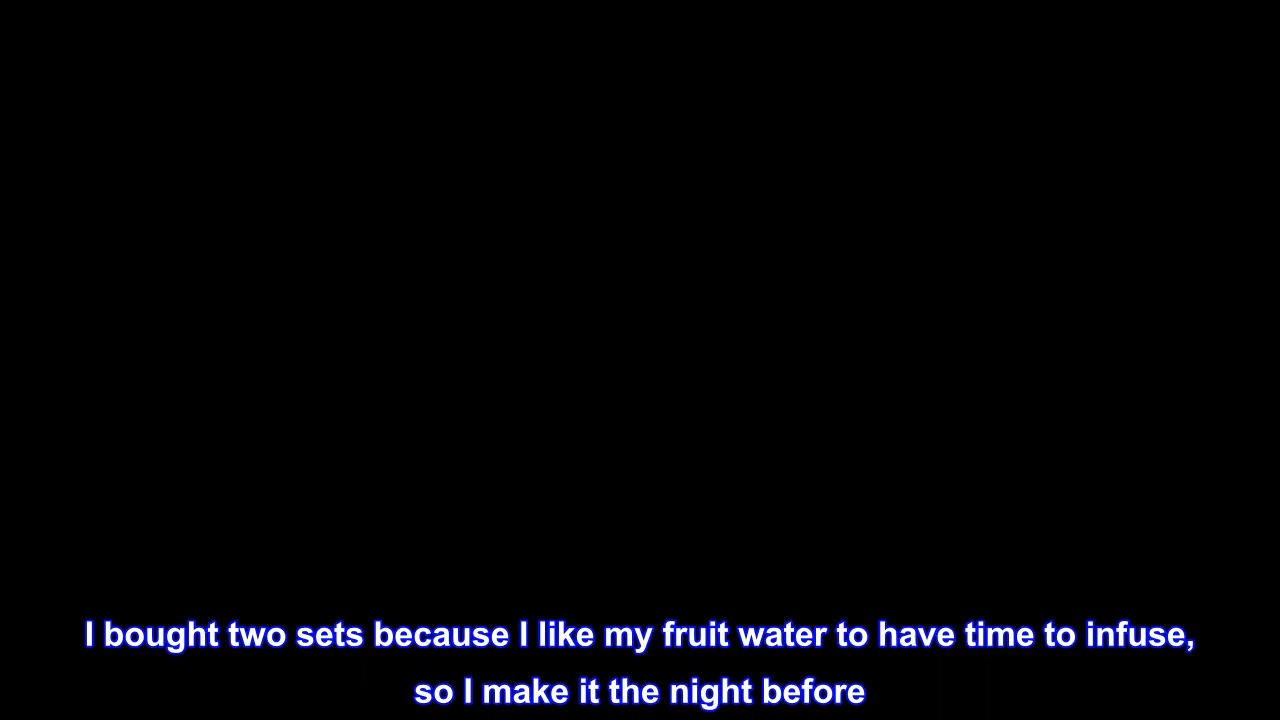 I bought two sets because I like my fruit water to have time to infuse,
so I make it the night before